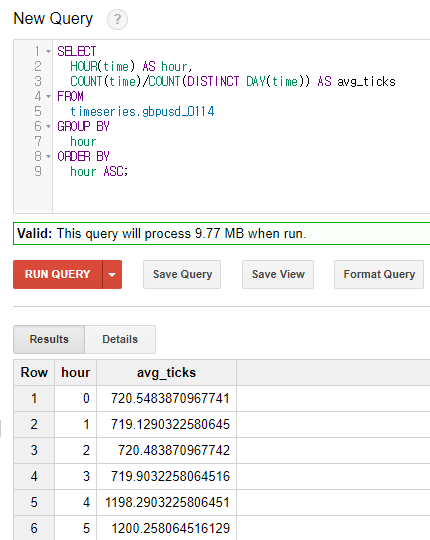 New Query ?
1 SELECT
2 HOUR(time) AS hour,
3 COUNT(time)/COUNT(DISTINCT DAY(time)) AS avg_ticks
4 FROM
5 timeseries.gbpusd_0114
6 GROUP BY
7 hour
8 ORDER BY
9 hour ASC;
Valid: This query will process 9.77 MB when run.
RUN QUERY Save Query Save View Format Query
Results Details
Row hour avg_ticks
1 0 720.5483870967741
2 1 719.1290322580645
3 2 720.483870967742
4 3 719.9032258064516
5 4 1198.2903225806451
6 5 1200.258064516129